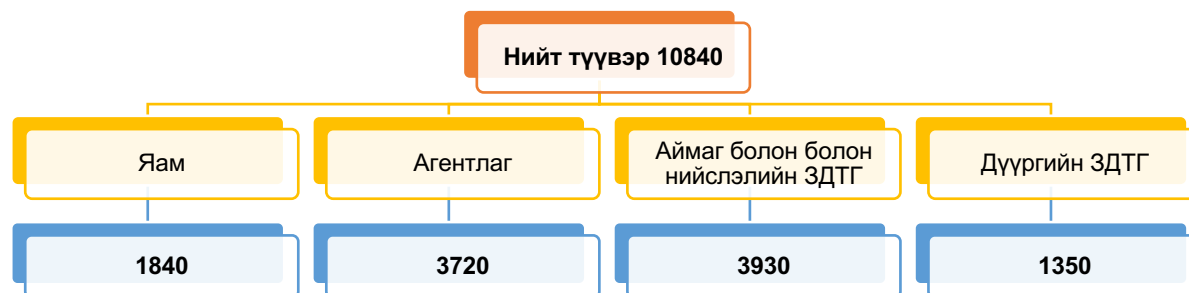 Нийт түүвэр 10840
Яам
Агентлаг
Аймаг болон болон
нийслэлийн ЗДТГ
Дүүргийн ЗДТГ
1840
3720
3930
1350